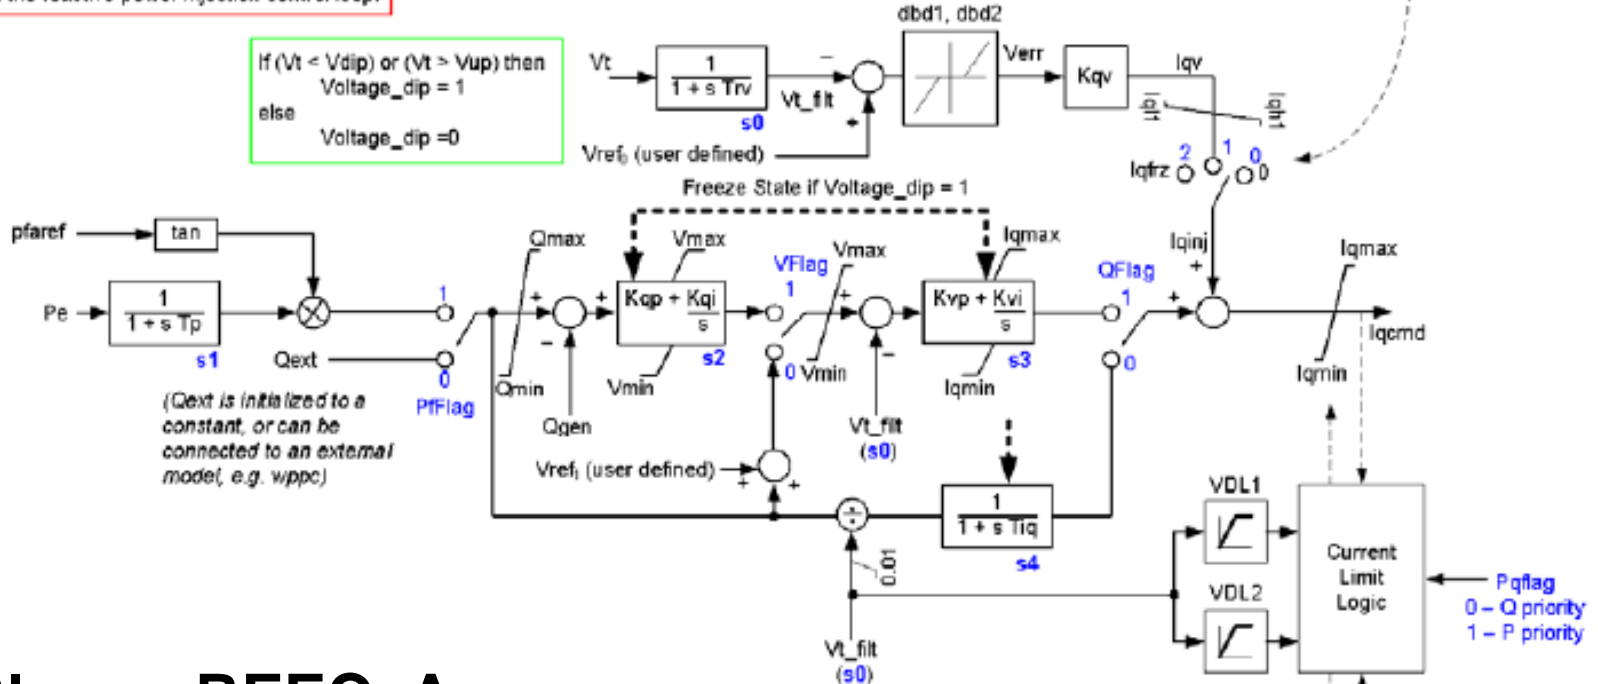 dbd1, dbd2
If (Vt < Vdip) or (Vt > Vup) then
Voltage_dip = 1
else
Voltage_dip =0
Vt
1
1 + s Trv
s0
Vt_filt
−
+
Verr
Kqv
Iqv
Iql1
Iqh1
Vref₀ (user defined)
Iqfrz
2
1
0
0
Freeze State if Voltage_dip = 1
pfaref
tan
Qmax
Vmax
VFlag
Vmax
Iqmax
QFlag
Iqinj
+
Iqmax
Pe
1
1 + s Tp
s1
1
+
−
+
Kqp + Kqi
s
s2
1
+
−
Kvp + Kvi
s
s3
1
+
Iqcmd
Qext
0
PfFlag
Qmin
Vmin
0
Vmin
Iqmin
0
Iqmin
(Qext is initialized to a
constant, or can be
connected to an external
model, e.g. wppc)
Qgen
Vt_filt
(s0)
Vref₁ (user defined)
+
+
÷
0.01
1
1 + s Tiq
s4
Vt_filt
(s0)
VDL1
VDL2
Current
Limit
Logic
Pqflag
0 – Q priority
1 – P priority